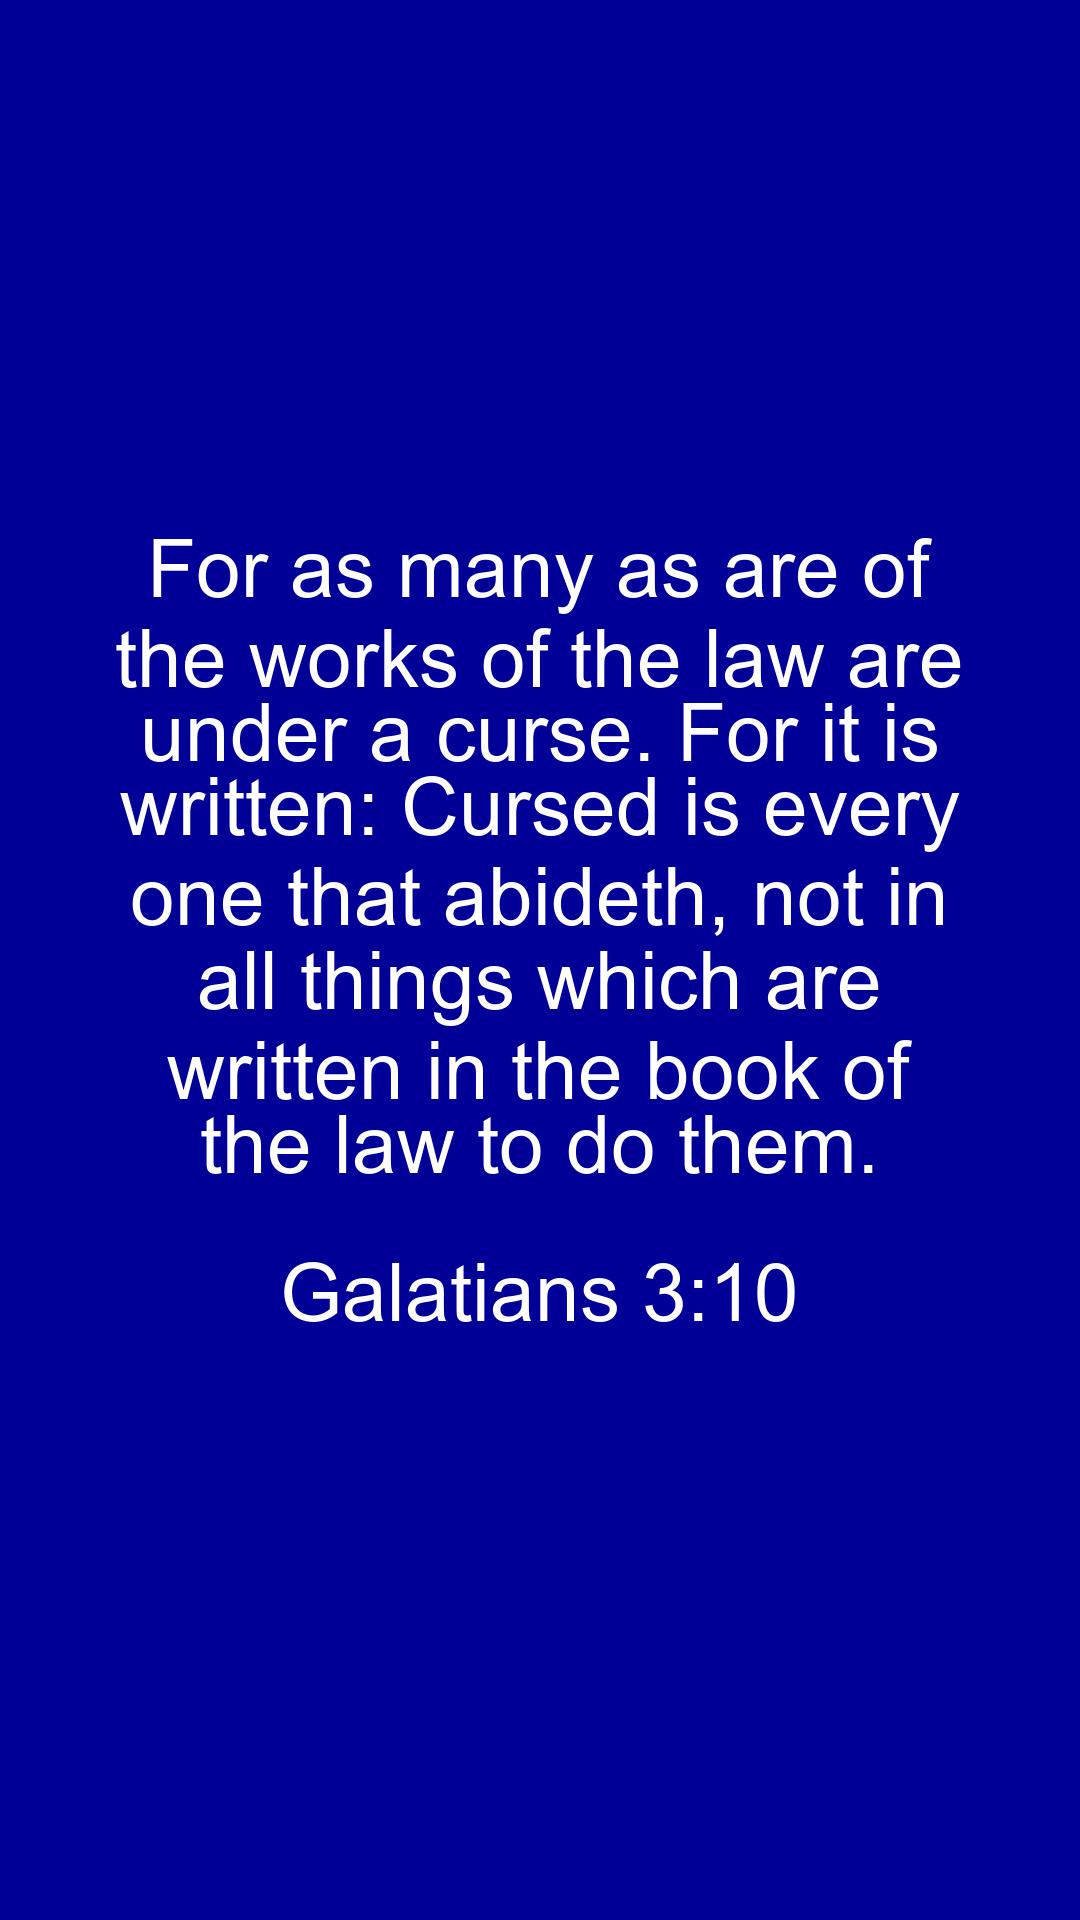 For as many as are of
the works of the law are
under a curse. For it is
written: Cursed is every
one that abideth, not in
all things which are
written in the book of
the law to do them.
Galatians 3:10